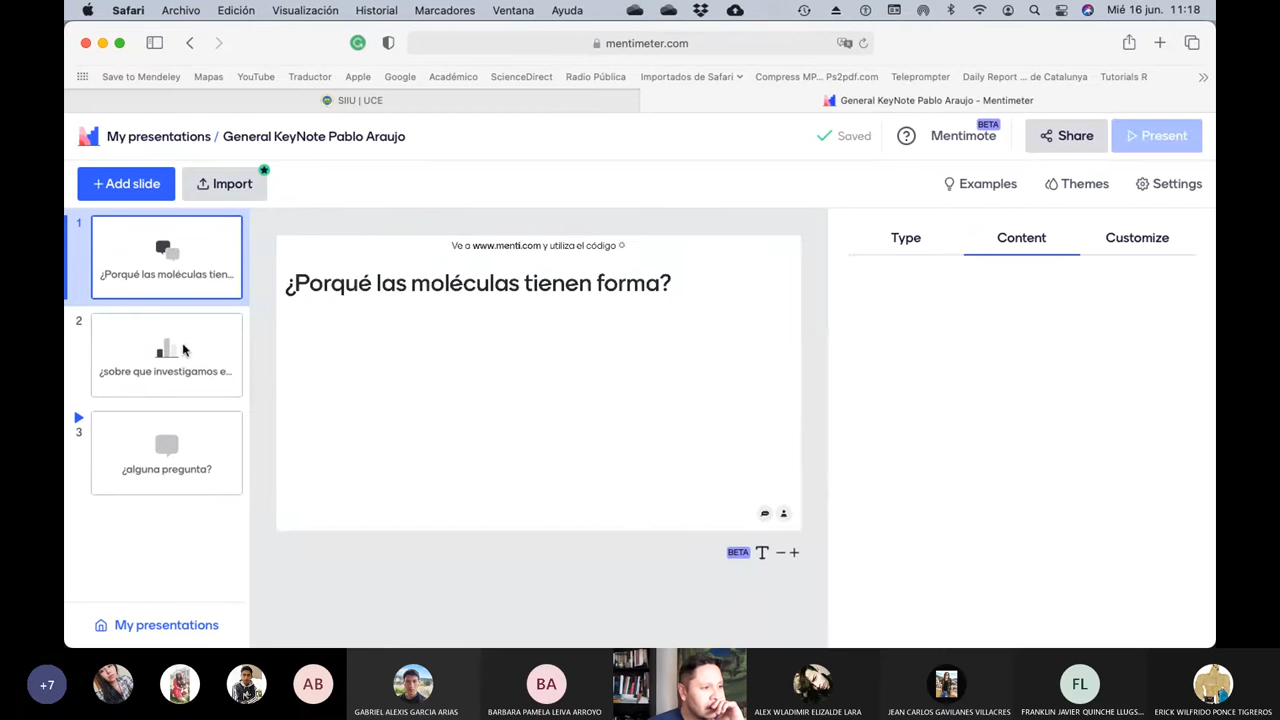 Safari Archivo Edición Visualización Historial Marcadores Ventana Ayuda Mié 16 jun. 11:18
mentimeter.com
Save to Mendeley Mapas YouTube Traductor Apple Google Académico ScienceDirect Radio Pública Importados de Safari Compress MP... Ps2pdf.com Teleprompter Daily Report ... de Catalunya Tutorials R
SIIU | UCE General KeyNote Pablo Araujo - Mentimeter
My presentations / General KeyNote Pablo Araujo Saved ? Mentimote BETA Share Present
+ Add slide Import Examples Themes Settings
1
¿Porqué las moléculas tien...
2
¿sobre que investigamos e...
3
¿alguna pregunta?
My presentations
Ve a www.menti.com y utiliza el código
¿Porqué las moléculas tienen forma?
BETA T − +
Type Content Customize
+7 AB BA FL
GABRIEL ALEXIS GARCIA ARIAS BARBARA PAMELA LEIVA ARROYO ALEX WLADIMIR ELIZALDE LARA JEAN CARLOS GAVILANES VILLACRES FRANKLIN JAVIER QUINCHE LLUGS... ERICK WILFRIDO PONCE TIGREROS